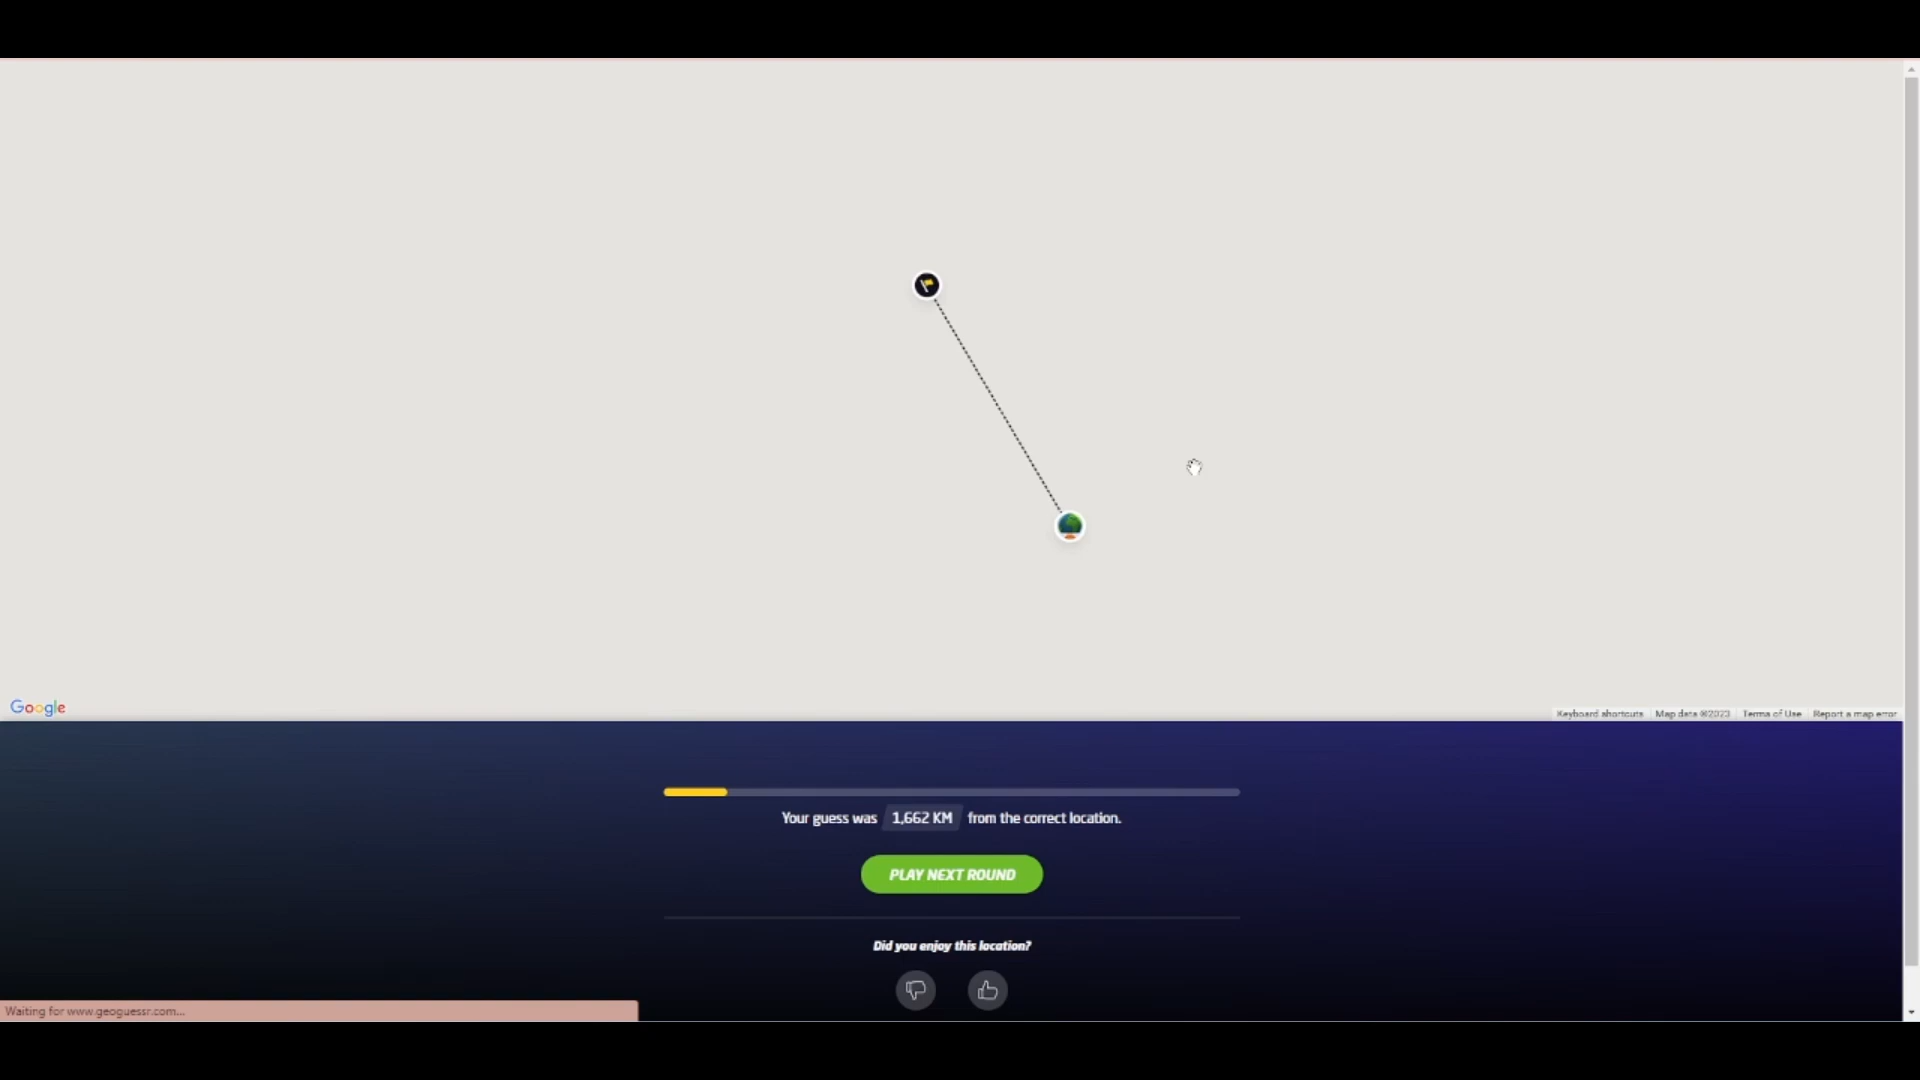 Google
Keyboard shortcuts Map data ©2023 Terms of Use Report a map error
Your guess was 1,662 KM from the correct location.
PLAY NEXT ROUND
Did you enjoy this location?
Waiting for www.geoguessr.com...